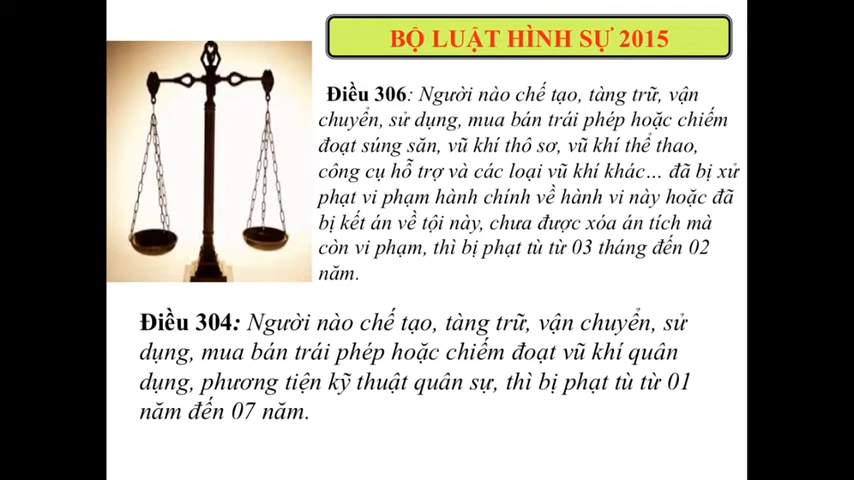 BỘ LUẬT HÌNH SỰ 2015
Điều 306: Người nào chế tạo, tàng trữ, vận
chuyển, sử dụng, mua bán trái phép hoặc chiếm
đoạt súng săn, vũ khí thô sơ, vũ khí thể thao,
công cụ hỗ trợ và các loại vũ khí khác... đã bị xử
phạt vi phạm hành chính về hành vi này hoặc đã
bị kết án về tội này, chưa được xóa án tích mà
còn vi phạm, thì bị phạt tù từ 03 tháng đến 02
năm.
Điều 304: Người nào chế tạo, tàng trữ, vận chuyển, sử
dụng, mua bán trái phép hoặc chiếm đoạt vũ khí quân
dụng, phương tiện kỹ thuật quân sự, thì bị phạt tù từ 01
năm đến 07 năm.